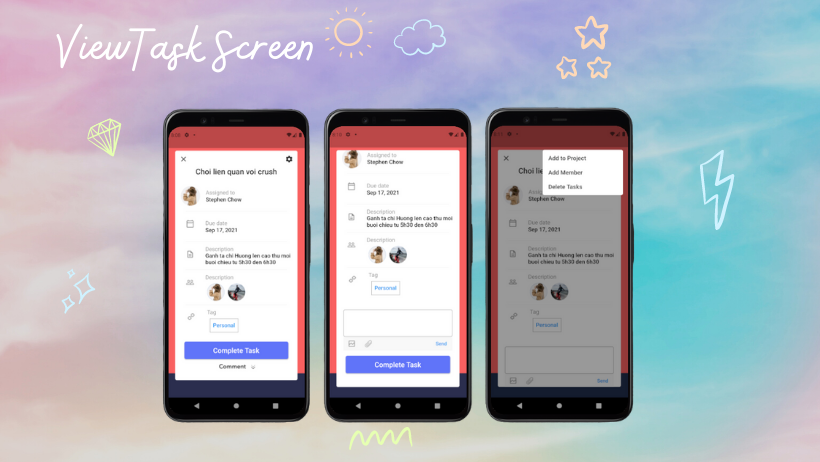 ViewTask Screen
Choi lien quan voi crush
Assigned to
Stephen Chow
Due date
Sep 17, 2021
Description
Ganh ta chi Huong len cao thu moi
buoi chieu tu 5h30 den 6h30
Description
Tag
Personal
Complete Task
Comment
Assigned to
Stephen Chow
Due date
Sep 17, 2021
Description
Ganh ta chi Huong len cao thu moi
buoi chieu tu 5h30 den 6h30
Description
Tag
Personal
Send
Complete Task
Add to Project
Add Member
Delete Tasks
Choi lie
Assigned to
Stephen Chow
Due date
Sep 17, 2021
Description
Ganh ta chi Huong len cao thu moi
buoi chieu tu 5h30 den 6h30
Description
Tag
Personal
Send